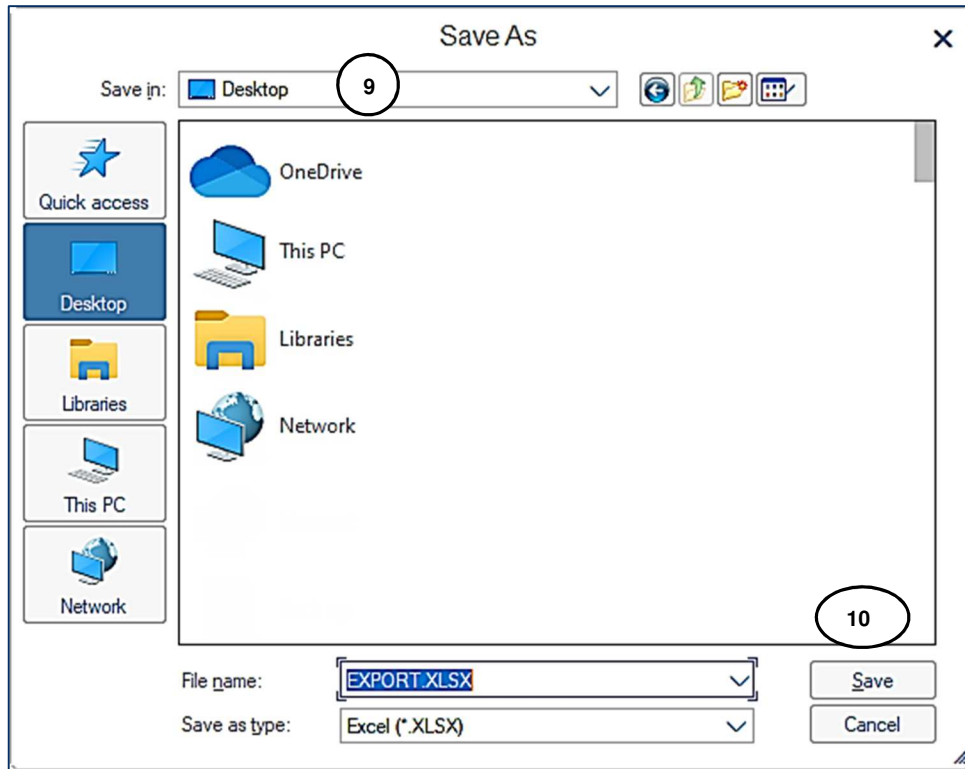 Save As
Save in: Desktop 9
Quick access
OneDrive
This PC
Desktop
Libraries
Libraries
Network
This PC
Network
10
File name: EXPORT.XLSX Save
Save as type: Excel (*.XLSX) Cancel